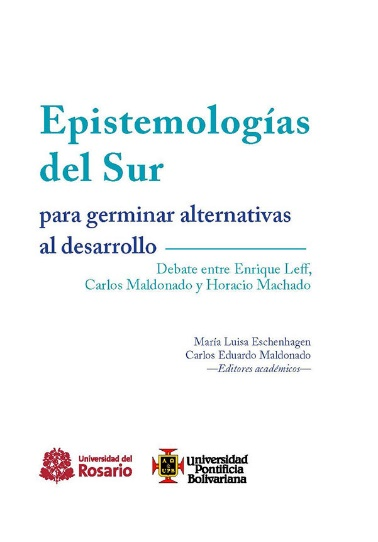 Epistemologías
del Sur
para germinar alternativas
al desarrollo
Debate entre Enrique Leff,
Carlos Maldonado y Horacio Machado
María Luisa Eschenhagen
Carlos Eduardo Maldonado
—Editores académicos—
Universidad del
Rosario
Universidad
Pontificia
Bolivariana